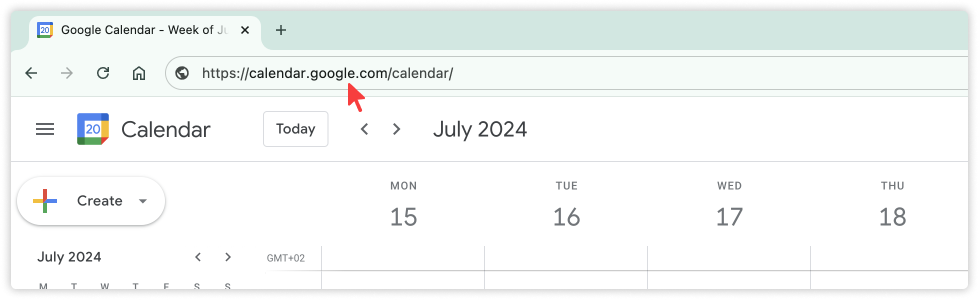 Google Calendar - Week of Ju
https://calendar.google.com/calendar/
20 Calendar Today July 2024
Create
MON TUE WED THU
15 16 17 18
July 2024
GMT+02
M T W T F S S